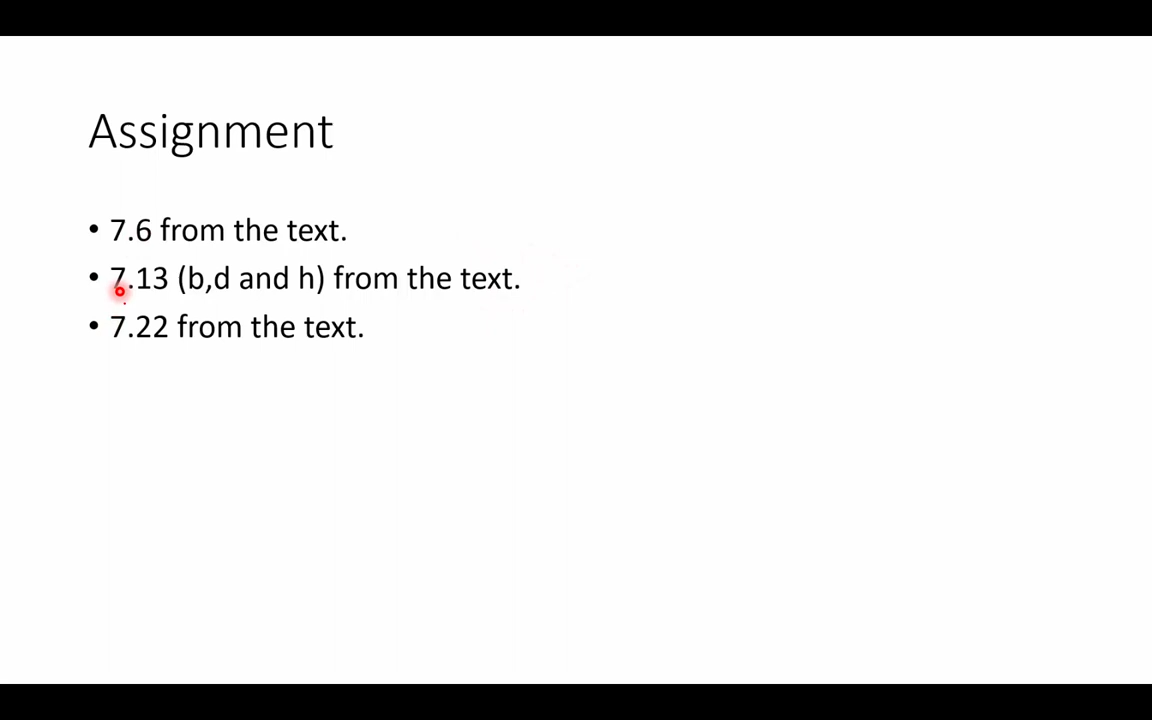 Assignment
• 7.6 from the text.
• 7.13 (b,d and h) from the text.
• 7.22 from the text.